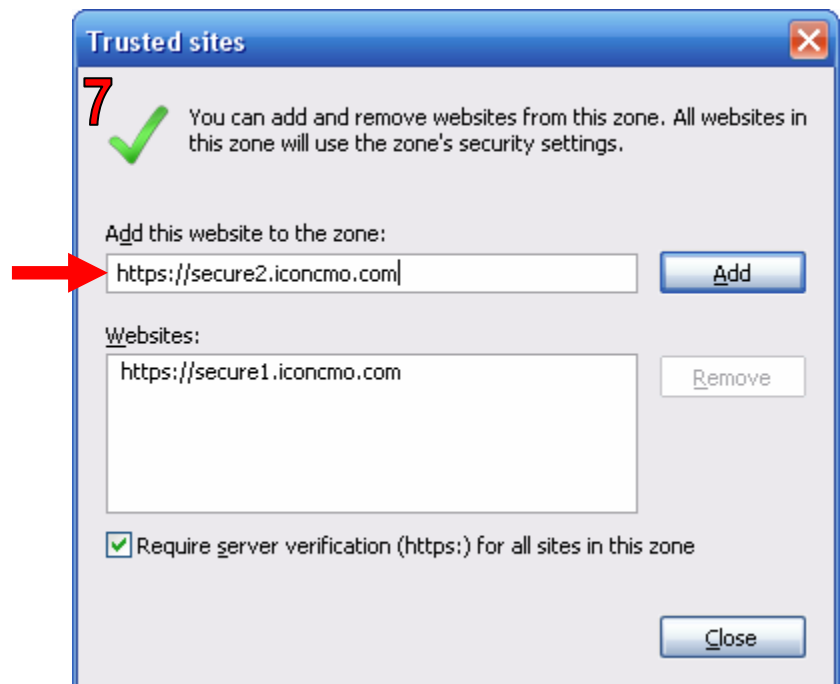 Trusted sites
7
You can add and remove websites from this zone. All websites in
this zone will use the zone's security settings.
Add this website to the zone:
https://secure2.iconcmo.com
Add
Websites:
https://secure1.iconcmo.com
Remove
Require server verification (https:) for all sites in this zone
Close